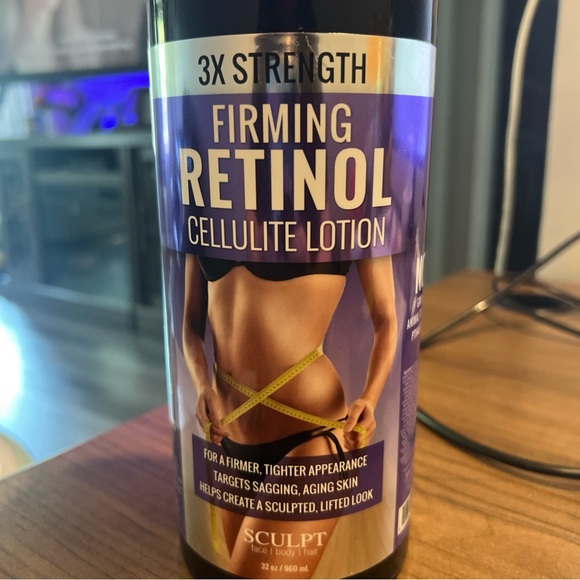 3X STRENGTH
FIRMING
RETINOL
CELLULITE LOTION
FOR A FIRMER, TIGHTER APPEARANCE
TARGETS SAGGING, AGING SKIN
HELPS CREATE A SCULPTED, LIFTED LOOK
SCULPT
face | body | hair
32 oz / 960 ml